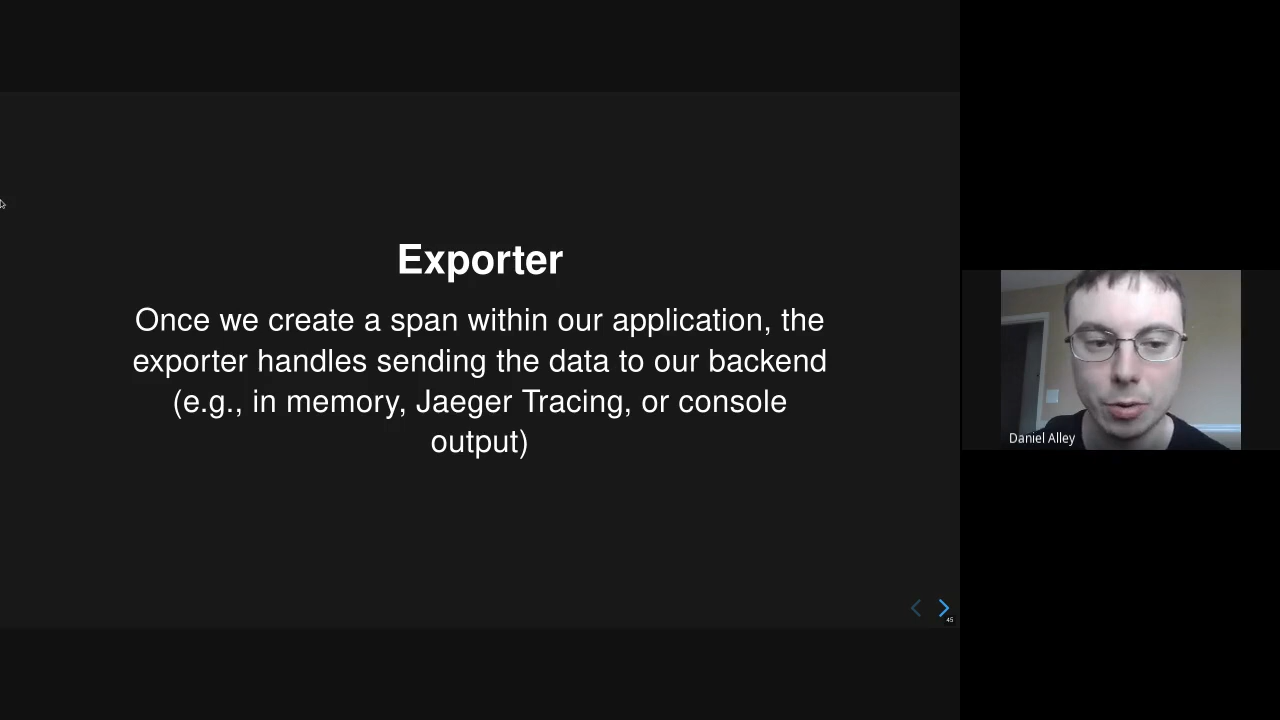 Exporter
Once we create a span within our application, the
exporter handles sending the data to our backend
(e.g., in memory, Jaeger Tracing, or console
output)
Daniel Alley
45